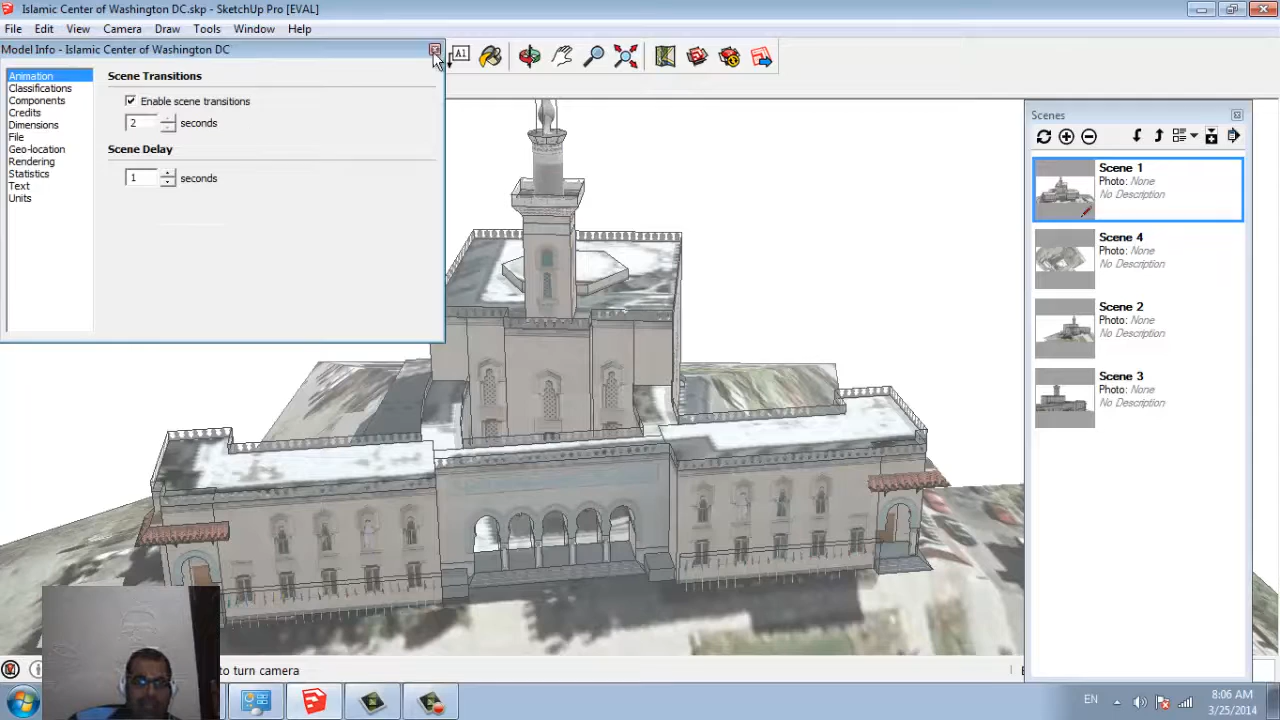 Islamic Center of Washington DC.skp - SketchUp Pro [EVAL]
File Edit View Camera Draw Tools Window Help
Model Info - Islamic Center of Washington DC
A1
Animation
Classifications
Components
Credits
Dimensions
File
Geo-location
Rendering
Statistics
Text
Units
Scene Transitions
Enable scene transitions
2 seconds
Scene Delay
1 seconds
Scenes
Scene 1
Photo: None
No Description
Scene 4
Photo: None
No Description
Scene 2
Photo: None
No Description
Scene 3
Photo: None
No Description
to turn camera
EN
8:06 AM
3/25/2014